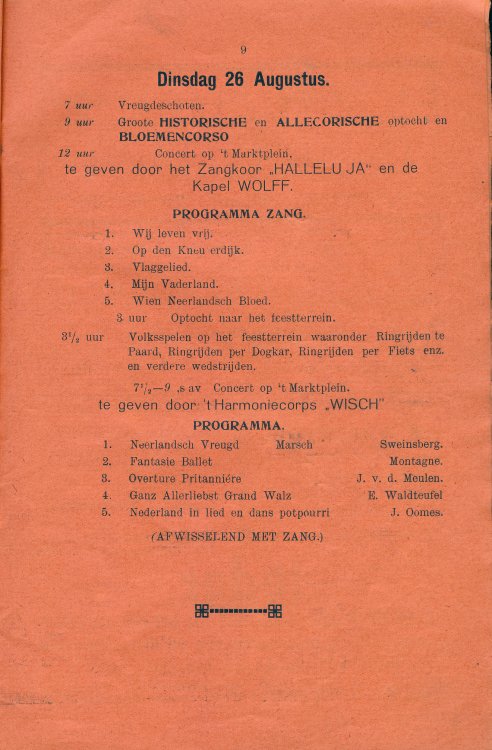 9
Dinsdag 26 Augustus.
7 uur Vreugdeschoten.
9 uur Groote HISTORISCHE en ALLECORISCHE optocht en
BLOEMENCORSO
12 uur Concert op 't Marktplein.
te geven door het Zangkoor „HALLELUJA" en de
Kapel WOLFF.
PROGRAMMA ZANG.
1. Wij leven vrij.
2. Op den Kneu erdijk.
3. Vlaggelied.
4. Mijn Vaderland.
5. Wien Neerlandsch Bloed.
3 uur Optocht naar het feestterrein.
3¹/₂ uur Volksspelen op het feestterrein waaronder Ringrijden te
Paard, Ringrijden per Dogkar, Ringrijden per Fiets enz.
en verdere wedstrijden.
7¹/₂—9 ,s av Concert op 't Marktplein.
te geven door 't Harmoniecorps „WISCH"
PROGRAMMA.
1. Neerlandsch Vreugd Marsch Sweinsberg.
2. Fantasie Ballet Montagne.
3. Overture Pritanniére J. v. d. Meulen.
4. Ganz Allerliebst Grand Walz E. Waldteufel
5. Nederland in lied en dans potpourri J. Oomes.
(AFWISSELEND MET ZANG.)